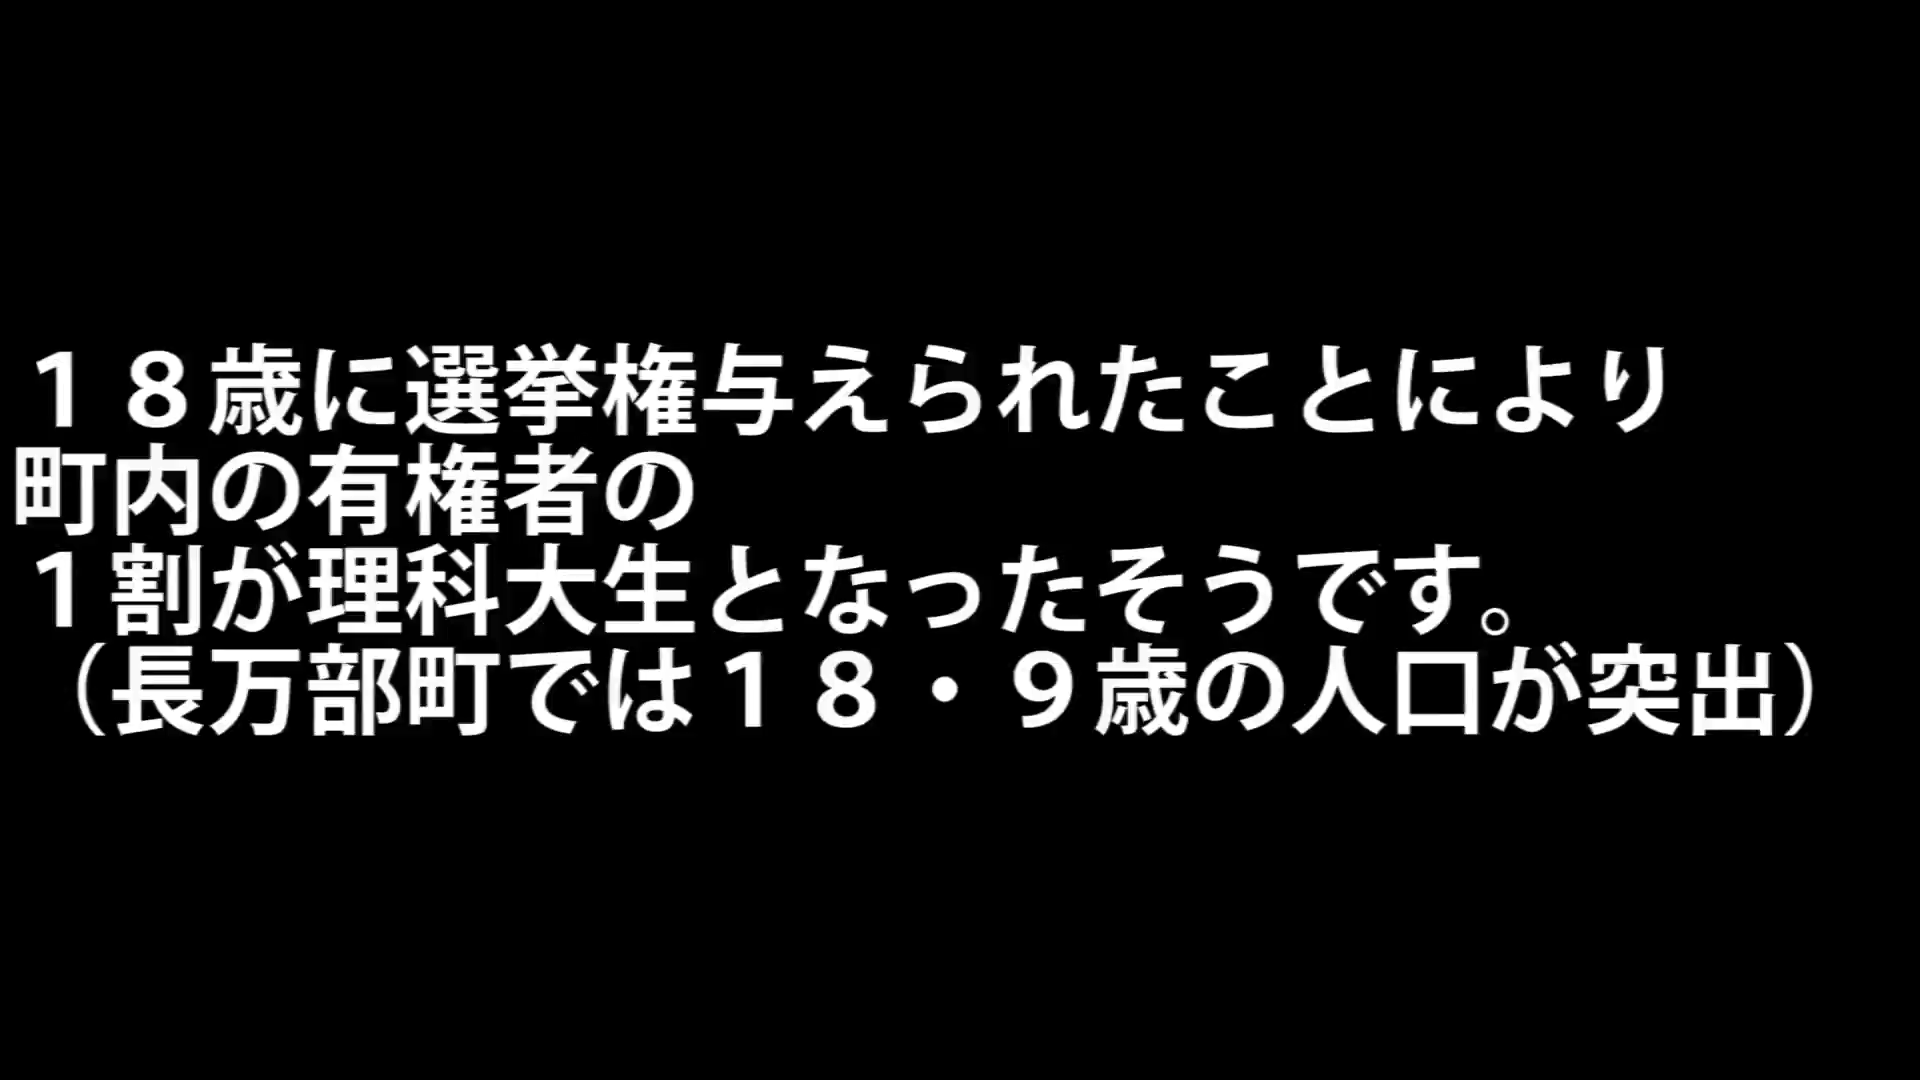 １８歳に選挙権与えられたことにより
町内の有権者の
１割が理科大生となったそうです。
（長万部町では１８・９歳の人口が突出）